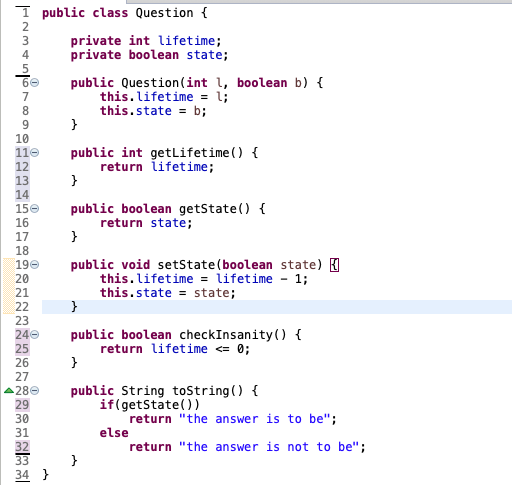 1 public class Question {
2
3     private int lifetime;
4     private boolean state;
5
6     public Question(int l, boolean b) {
7         this.lifetime = l;
8         this.state = b;
9     }
10
11     public int getLifetime() {
12         return lifetime;
13     }
14
15     public boolean getState() {
16         return state;
17     }
18
19     public void setState(boolean state) {
20         this.lifetime = lifetime - 1;
21         this.state = state;
22     }
23
24     public boolean checkInsanity() {
25         return lifetime <= 0;
26     }
27
28     public String toString() {
29         if(getState())
30             return "the answer is to be";
31         else
32             return "the answer is not to be";
33     }
34 }